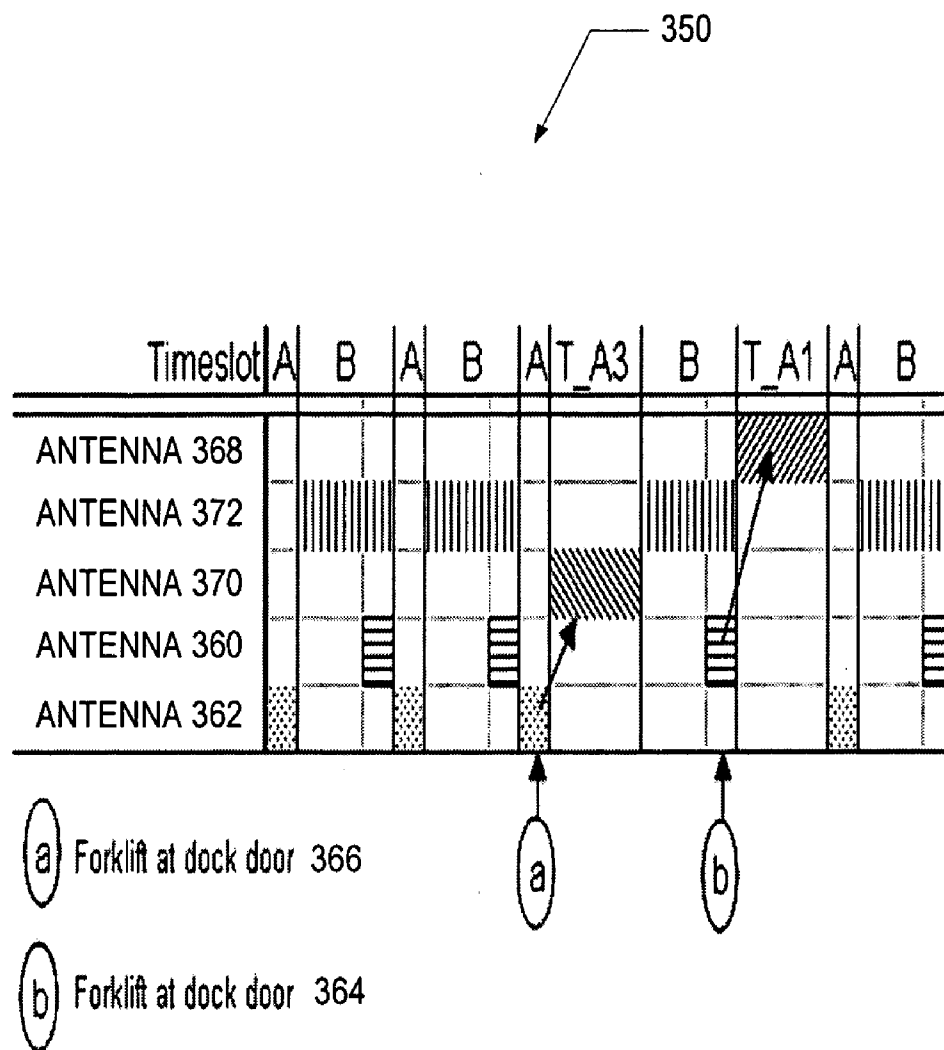 350
Timeslot A B A B A T_A3 B T_A1 A B
ANTENNA 368
ANTENNA 372
ANTENNA 370
ANTENNA 360
ANTENNA 362
a b
a Forklift at dock door 366
b Forklift at dock door 364